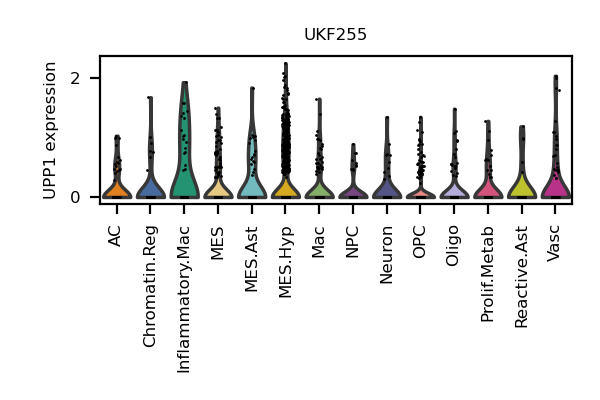 UKF255
UPP1 expression
2
0
AC
Chromatin.Reg
Inflammatory.Mac
MES
MES.Ast
MES.Hyp
Mac
NPC
Neuron
OPC
Oligo
Prolif.Metab
Reactive.Ast
Vasc